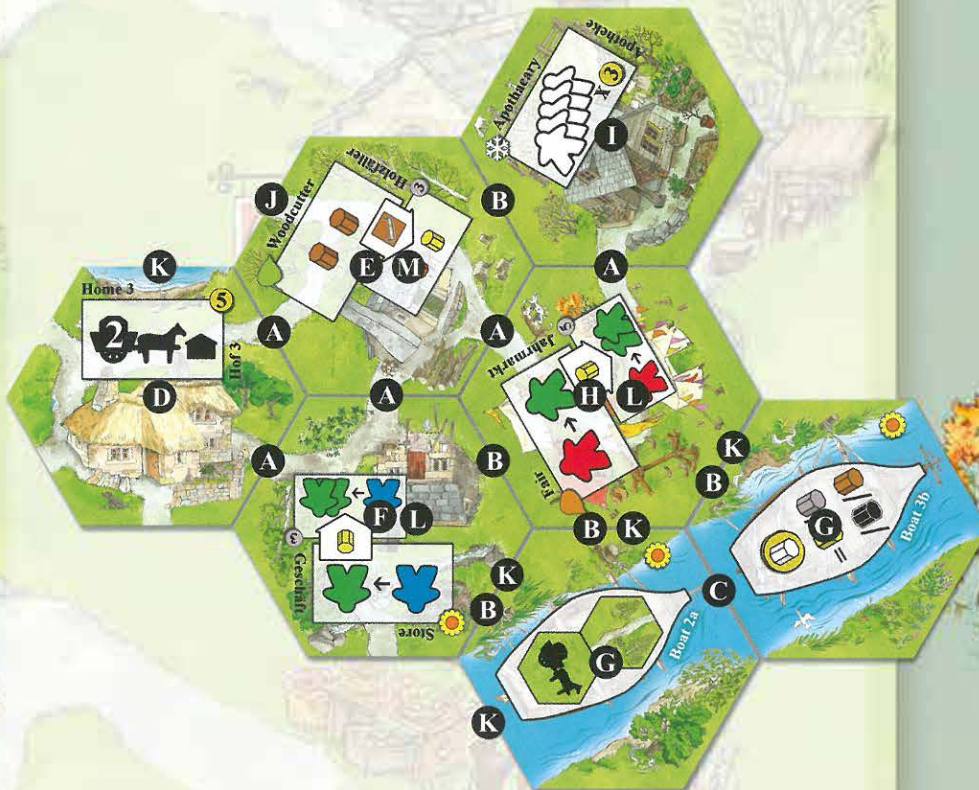 Apothecary
Apotheke
x 3
I
B
A
J
Woodcutter
Holzfäller
3
E M
K
Home 3
Hof 3
5
2
D
A
A
A
A
Jahrmarkt
Fair
5
H L
B
B K
K
B
F L
Geschäft
Store
3
K
B
G
Boat 2a
K
C
G
Boat 3b